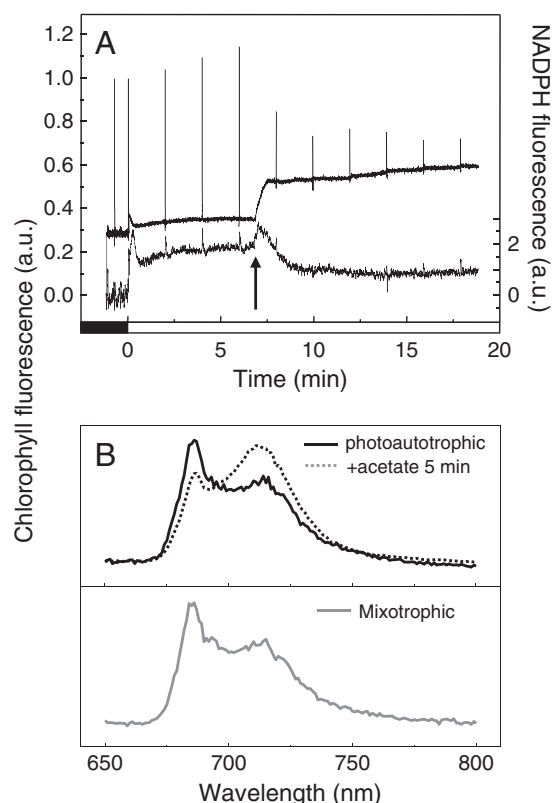 A
1.2
1.0
0.8
0.6
0.4
0.2
0.0
2
0
0 5 10 15 20
Time (min)
Chlorophyll fluorescence (a.u.)
NADPH fluorescence (a.u.)
B
photoautotrophic
+acetate 5 min
Mixotrophic
650 700 750 800
Wavelength (nm)